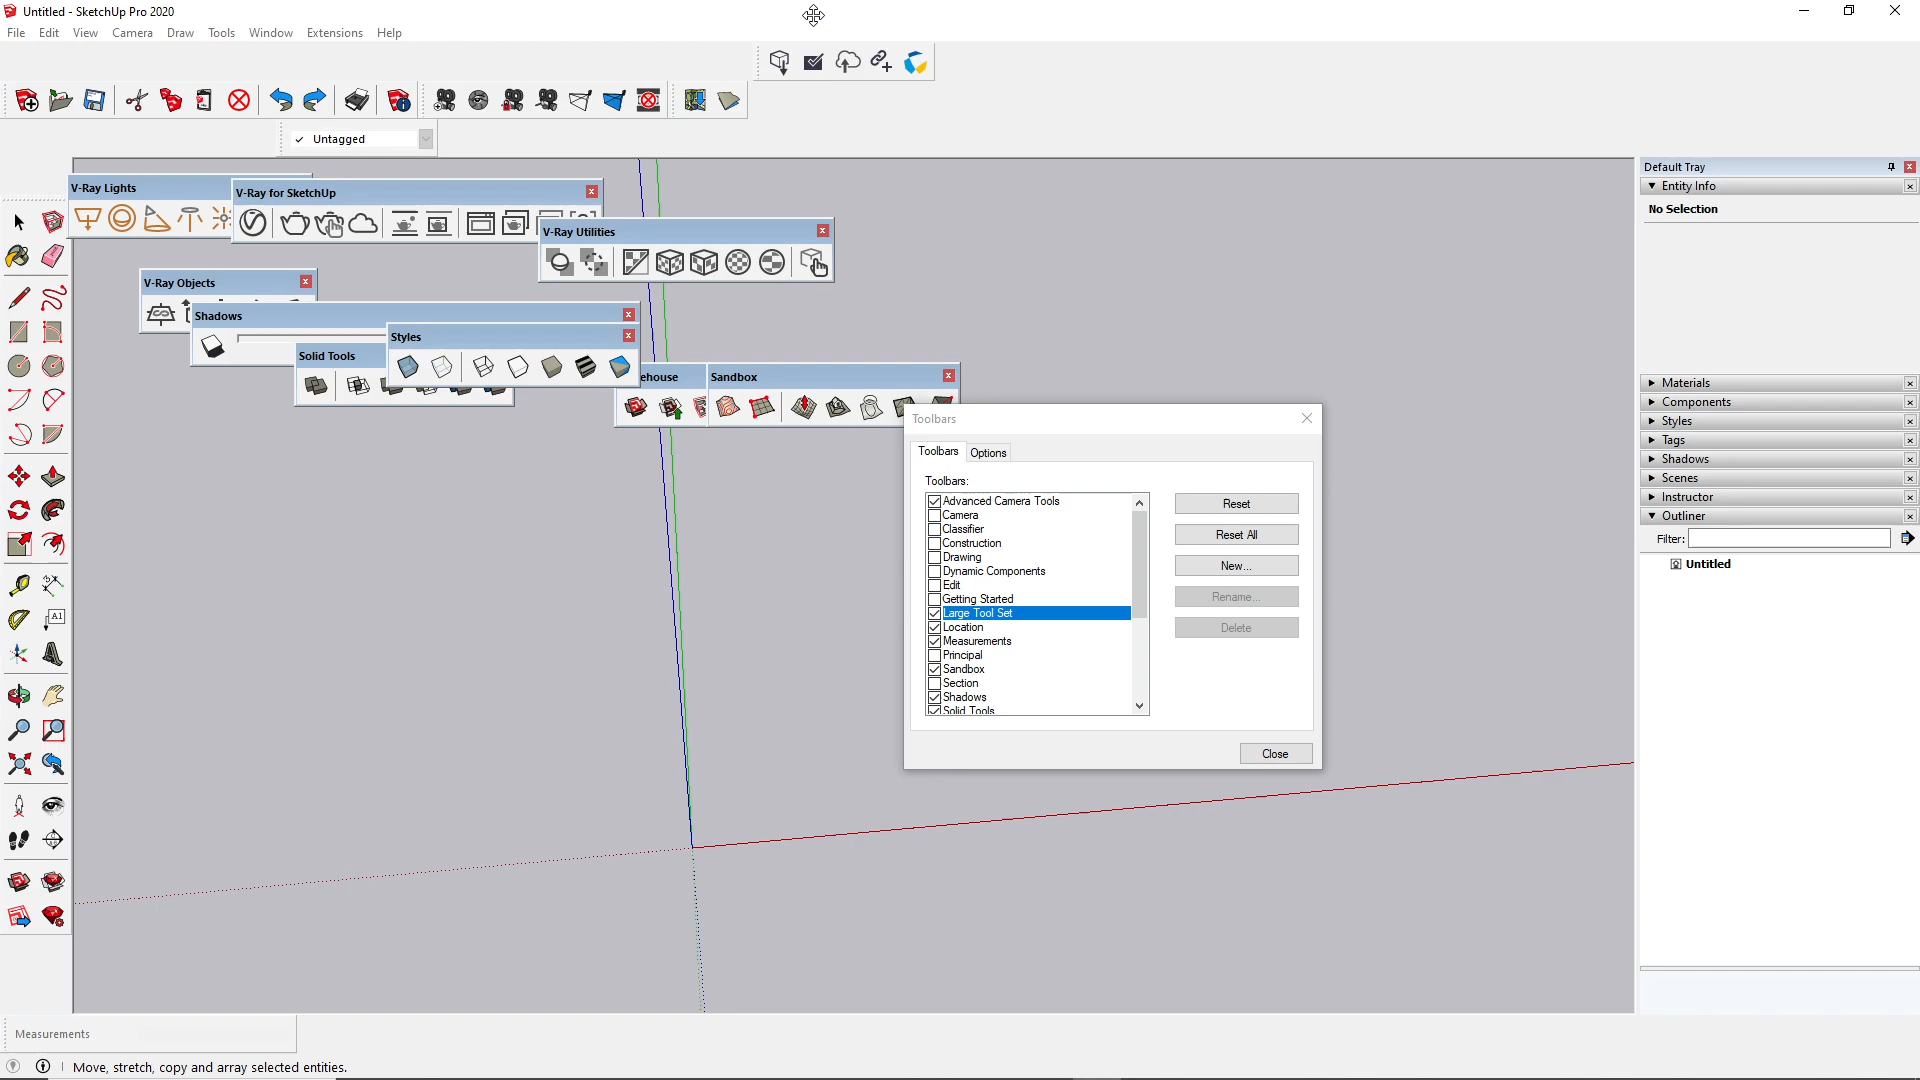 Untitled - SketchUp Pro 2020
File Edit View Camera Draw Tools Window Extensions Help
Untagged
V-Ray Lights
V-Ray for SketchUp
V-Ray Utilities
V-Ray Objects
Shadows
Styles
Solid Tools
ehouse
Sandbox
Toolbars
Toolbars Options
Toolbars:
Advanced Camera Tools
Camera
Classifier
Construction
Drawing
Dynamic Components
Edit
Getting Started
Large Tool Set
Location
Measurements
Principal
Sandbox
Section
Shadows
Solid Tools
Reset
Reset All
New...
Rename...
Delete
Close
Default Tray
Entity Info
No Selection
Materials
Components
Styles
Tags
Shadows
Scenes
Instructor
Outliner
Filter:
Untitled
A1
Measurements
Move, stretch, copy and array selected entities.